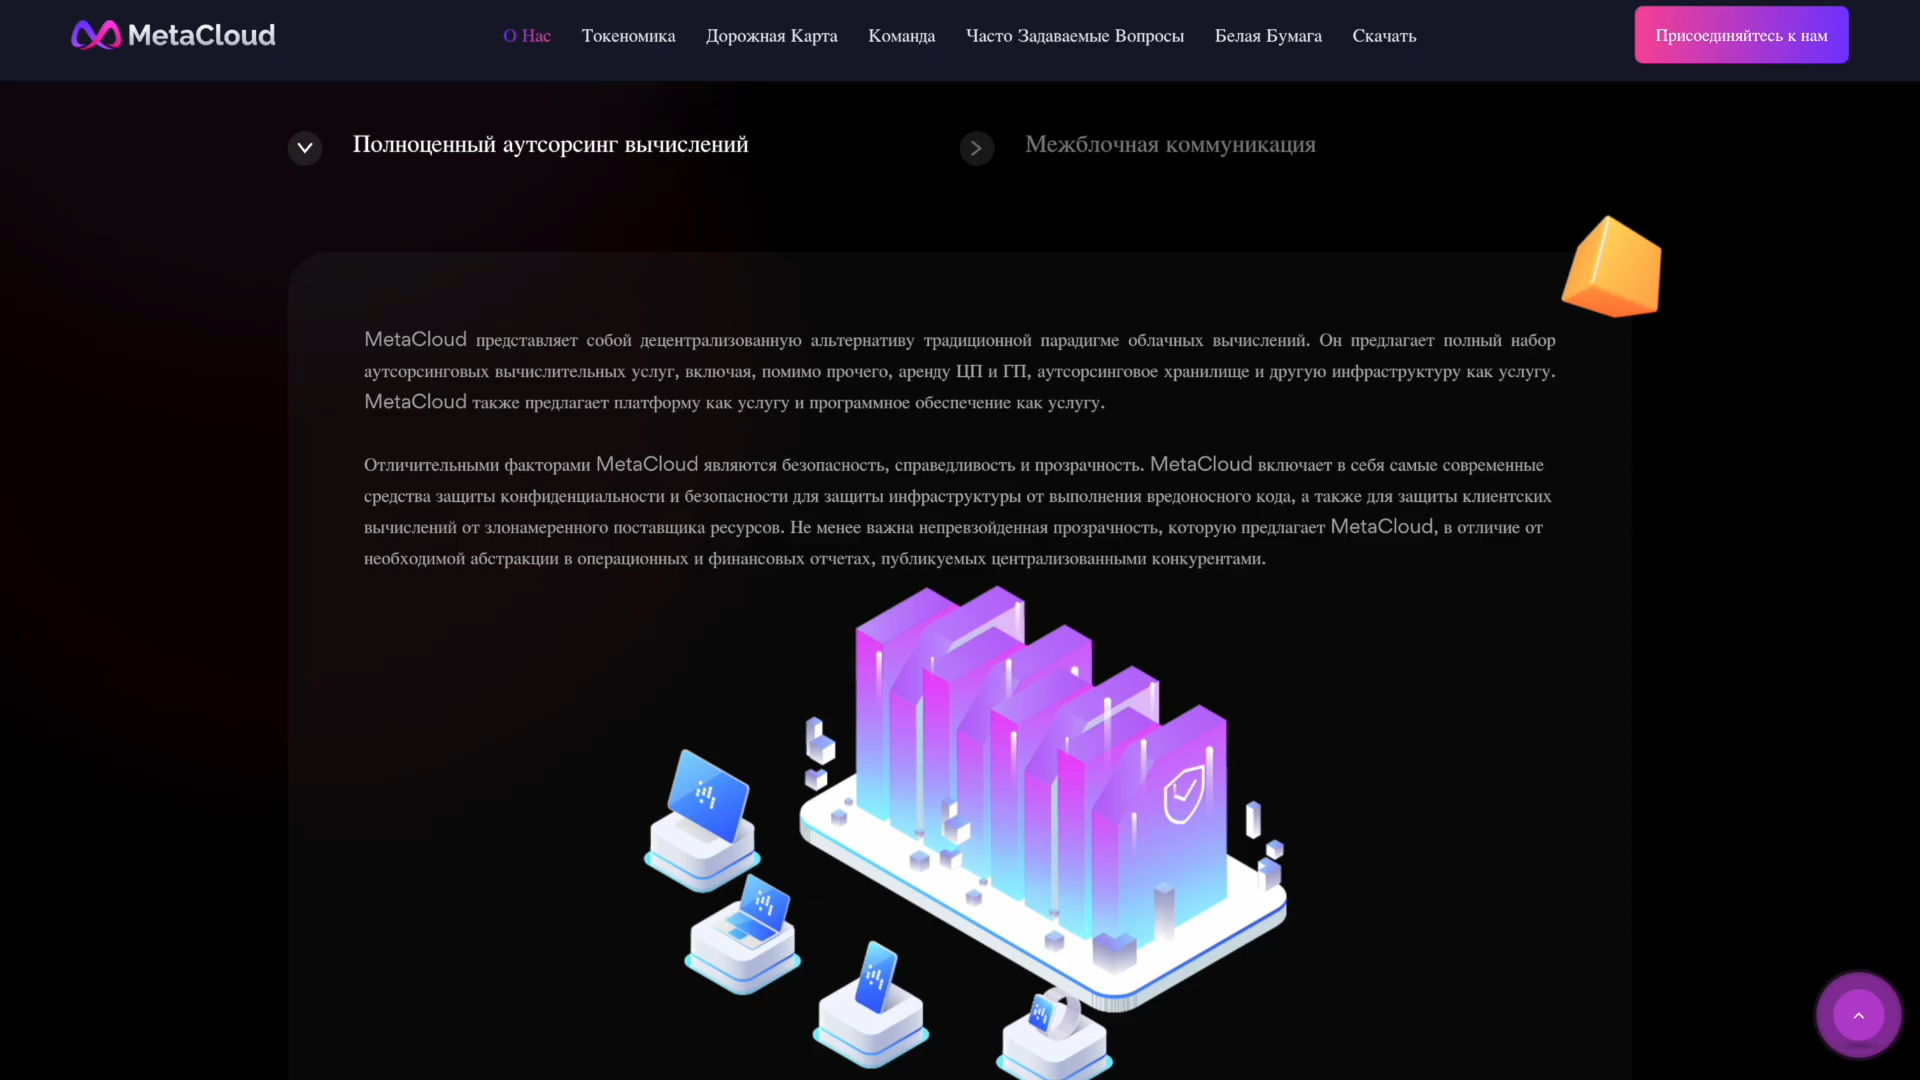 MetaCloud
О Нас Токеномика Дорожная Карта Команда Часто Задаваемые Вопросы Белая Бумага Скачать
Присоединяйтесь к нам
Полноценный аутсорсинг вычислений
Межблочная коммуникация
MetaCloud представляет собой децентрализованную альтернативу традиционной парадигме облачных вычислений. Он предлагает полный набор
аутсорсинговых вычислительных услуг, включая, помимо прочего, аренду ЦП и ГП, аутсорсинговое хранилище и другую инфраструктуру как услугу.
MetaCloud также предлагает платформу как услугу и программное обеспечение как услугу.
Отличительными факторами MetaCloud являются безопасность, справедливость и прозрачность. MetaCloud включает в себя самые современные
средства защиты конфиденциальности и безопасности для защиты инфраструктуры от выполнения вредоносного кода, а также для защиты клиентских
вычислений от злонамеренного поставщика ресурсов. Не менее важна непревзойденная прозрачность, которую предлагает MetaCloud, в отличие от
необходимой абстракции в операционных и финансовых отчетах, публикуемых централизованными конкурентами.